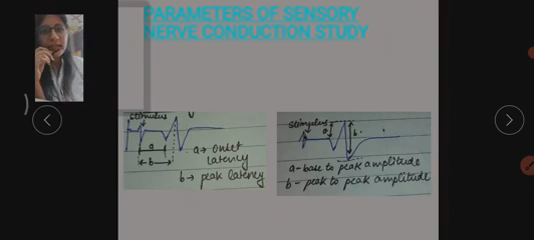 PARAMETERS OF SENSORY
NERVE CONDUCTION STUDY
Stimulus
a
b
a → onset
latency
b → peak latency
Stimulus
a
b
a - base to peak amplitude
b - peak to peak amplitude